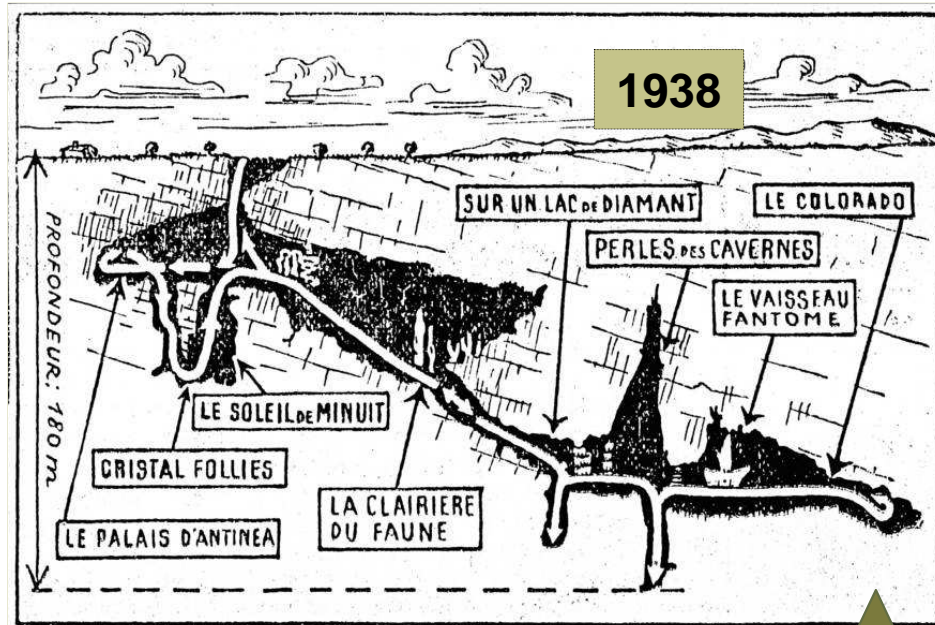 1938
SUR UN LAC DE DIAMANT
LE COLORADO
PERLES DES CAVERNES
LE VAISSEAU
FANTOME
PROFONDEUR: 180m
LE SOLEIL DE MINUIT
CRISTAL FOLLIES
LA CLAIRIERE
DU FAUNE
LE PALAIS D'ANTINEA